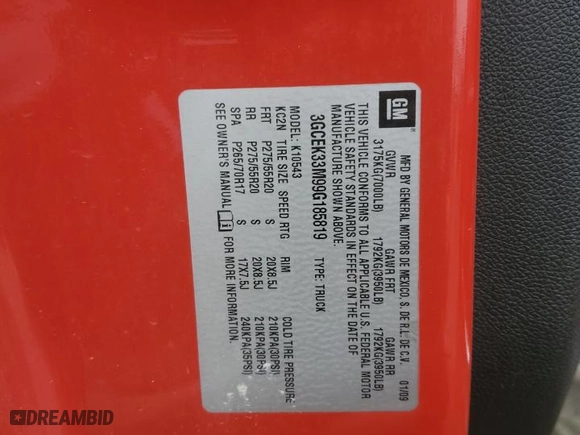 GM
MFD BY GENERAL MOTORS DE MEXICO, S. DE R.L. DE C.V. 01/09
GVWR GAWR FRT GAWR RR
3175KG(7000LB) 1792KG(3950LB) 1792KG(3950LB)
THIS VEHICLE CONFORMS TO ALL APPLICABLE U.S. FEDERAL MOTOR
VEHICLE SAFETY STANDARDS IN EFFECT ON THE DATE OF
MANUFACTURE SHOWN ABOVE.
3GCEK33M99G185819 TYPE: TRUCK
MODEL: K10543
KC2N TIRE SIZE SPEED RTG RIM COLD TIRE PRESSURE
FRT P275/55R20 S 20X8.5J 210KPA(30PSI)
RR P275/55R20 S 20X8.5J 210KPA(30PSI)
SPA P265/70R17 S 17X7.5J 240KPA(35PSI)
SEE OWNER'S MANUAL FOR MORE INFORMATION.
DREAMBID